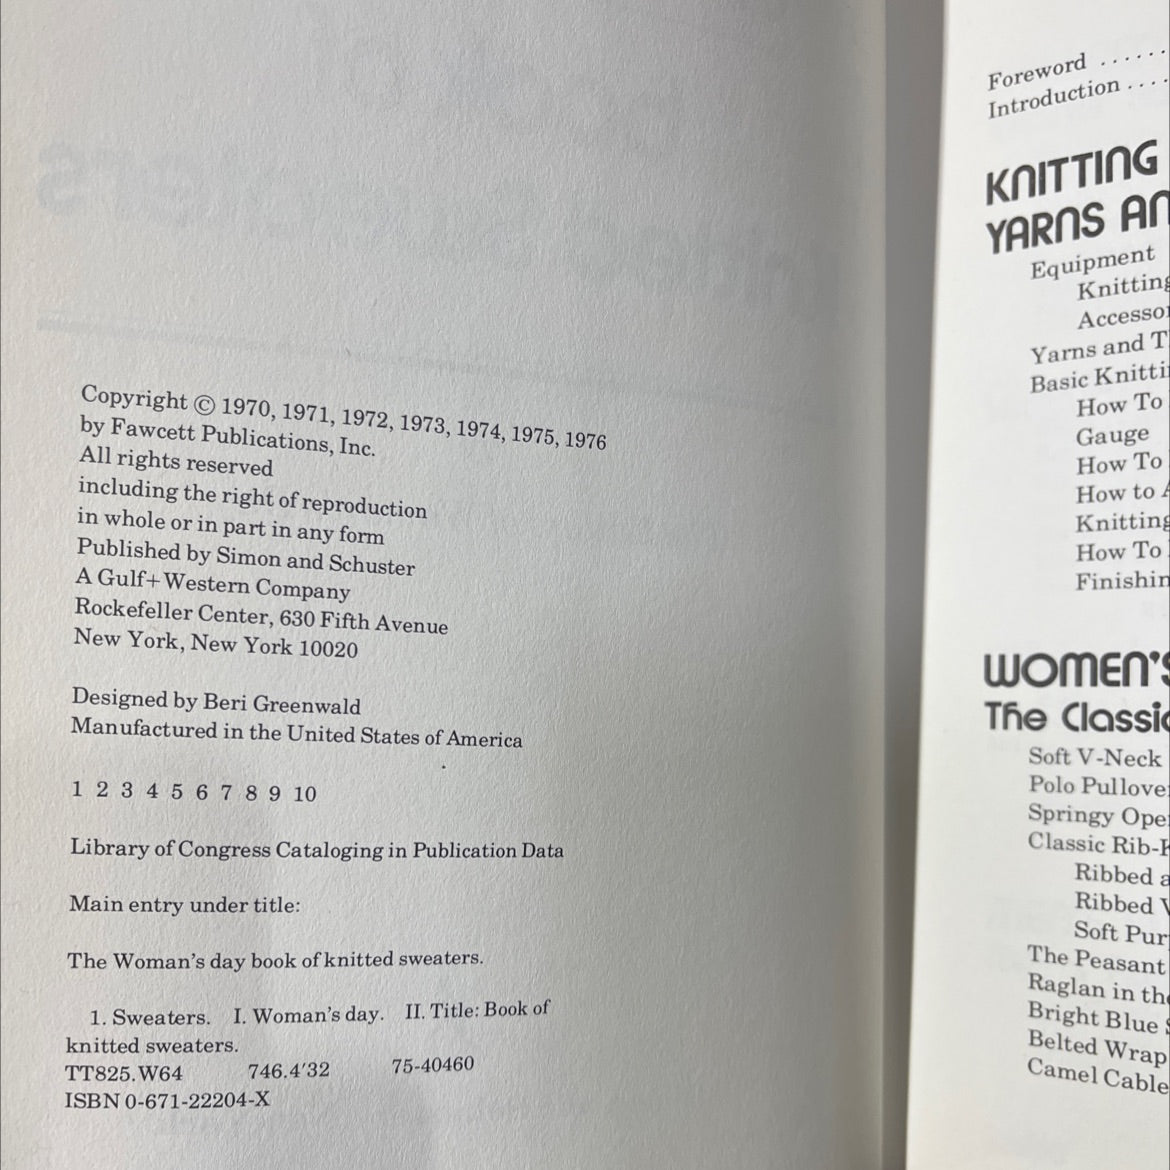 Copyright © 1970, 1971, 1972, 1973, 1974, 1975, 1976
by Fawcett Publications, Inc.
All rights reserved
including the right of reproduction
in whole or in part in any form
Published by Simon and Schuster
A Gulf+Western Company
Rockefeller Center, 630 Fifth Avenue
New York, New York 10020
Designed by Beri Greenwald
Manufactured in the United States of America
1 2 3 4 5 6 7 8 9 10
Library of Congress Cataloging in Publication Data
Main entry under title:
The Woman's day book of knitted sweaters.
1. Sweaters. I. Woman's day. II. Title: Book of
knitted sweaters.
TT825.W64 746.4'32 75-40460
ISBN 0-671-22204-X
Foreword ......
Introduction ....
KNITTING
YARNS AN
Equipment
Knitting
Accessor
Yarns and T
Basic Knitti
How To
Gauge
How To
How to A
Knitting
How To
Finishin
WOMEN'S
The Classic
Soft V-Neck
Polo Pullove
Springy Ope
Classic Rib-
Ribbed a
Ribbed V
Soft Pur
The Peasant
Raglan in the
Bright Blue S
Belted Wrap
Camel Cable